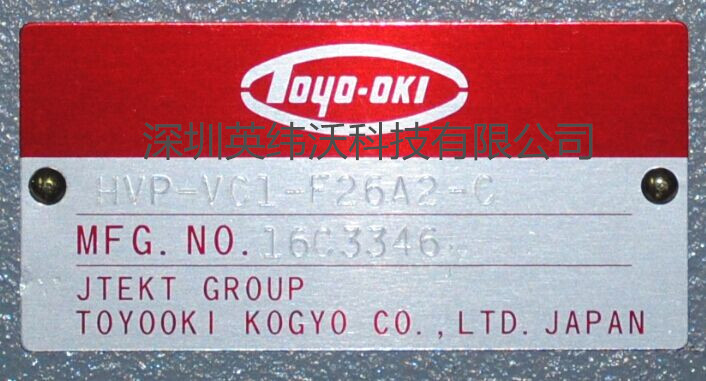 TOYO-OKI
深圳英纬沃科技有限公司
HVP-VC1-F26A2-C
MFG. NO. 16C3346
JTEKT GROUP
TOYOOKI KOGYO CO., LTD. JAPAN